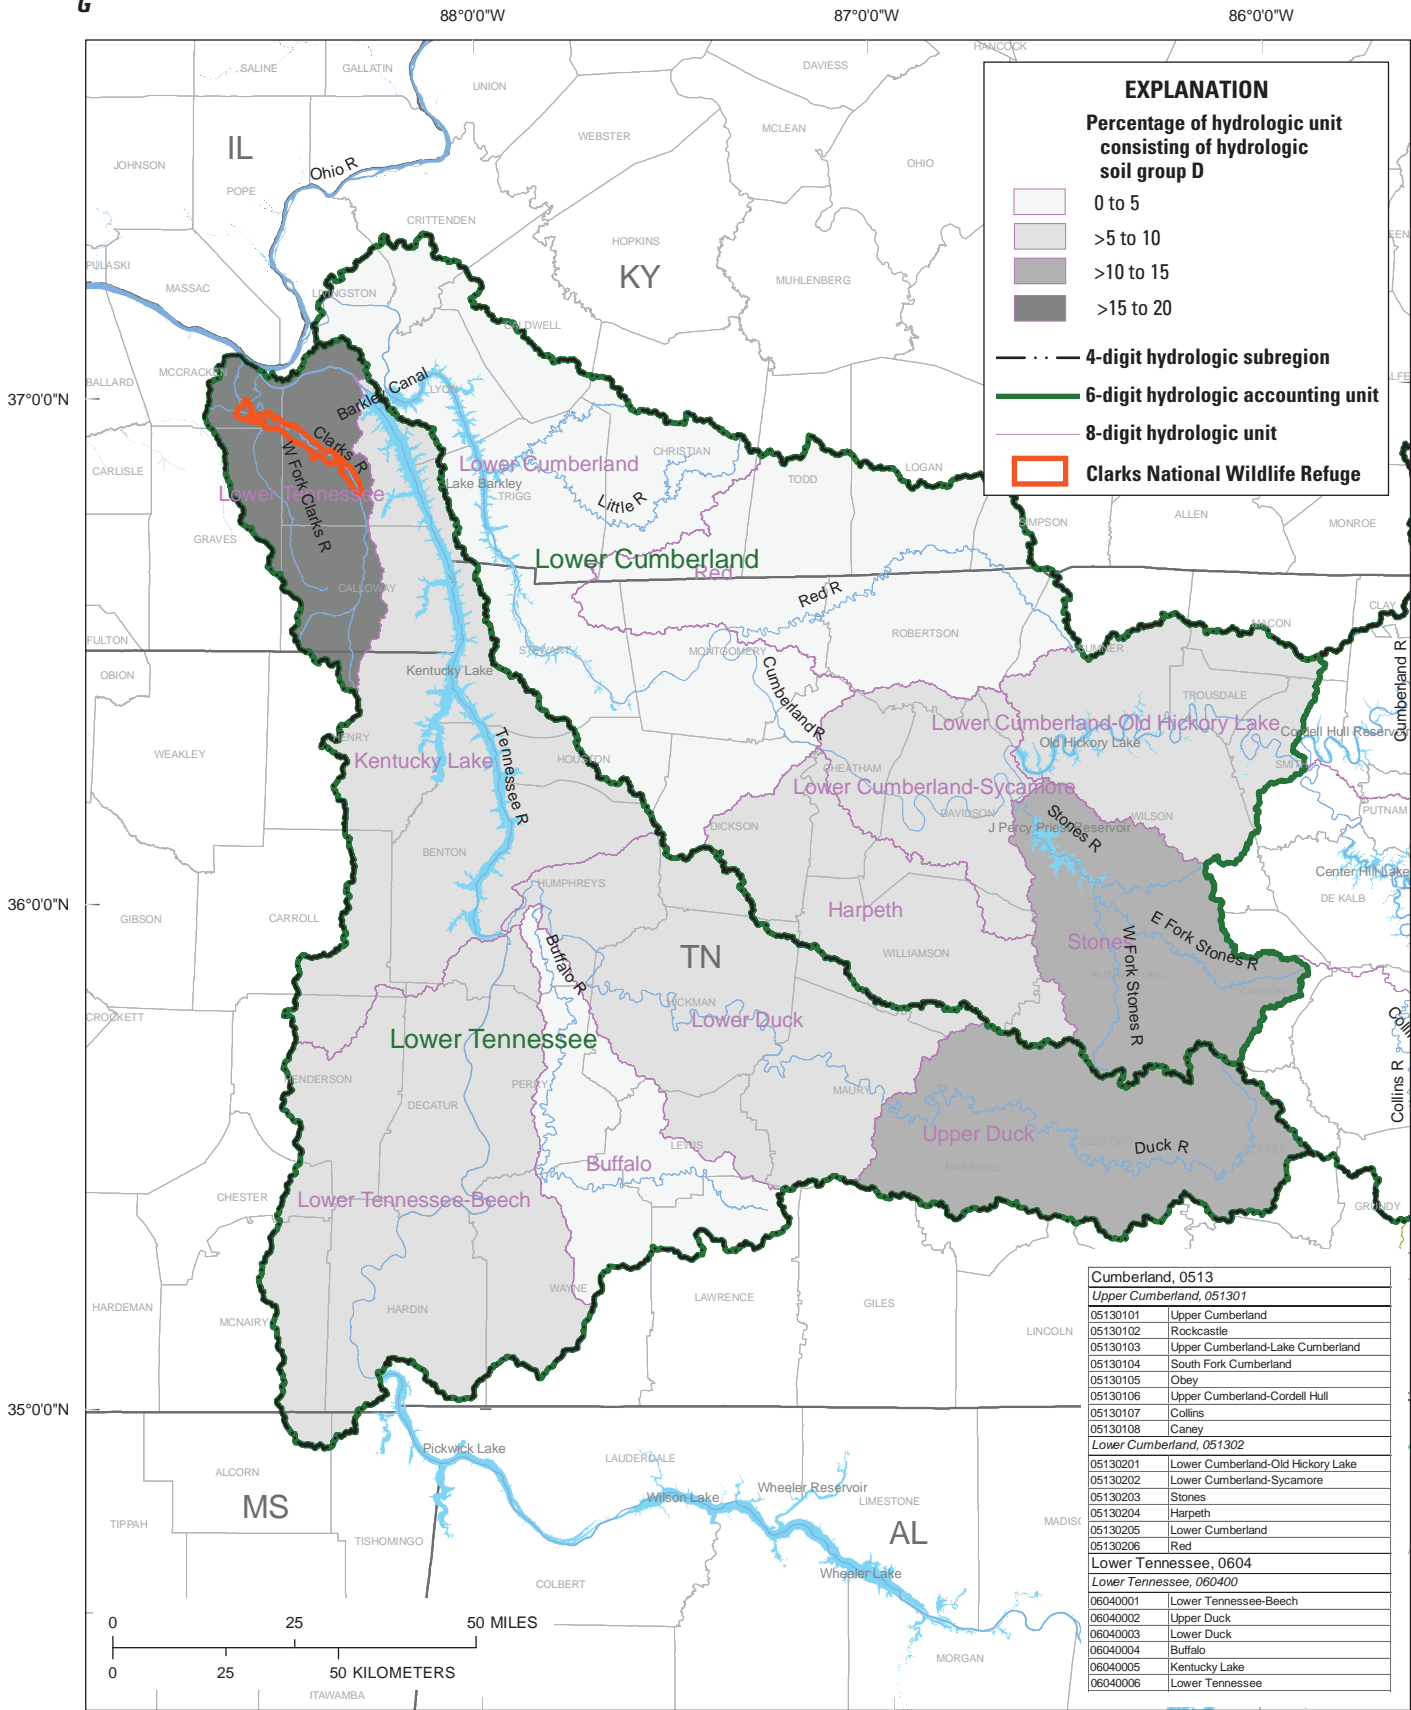 G
88°0'0"W
87°0'0"W
86°0'0"W
37°0'0"N
36°0'0"N
35°0'0"N
EXPLANATION
Percentage of hydrologic unit
consisting of hydrologic
soil group D
0 to 5
>5 to 10
>10 to 15
>15 to 20
4-digit hydrologic subregion
6-digit hydrologic accounting unit
8-digit hydrologic unit
Clarks National Wildlife Refuge
HANCOCK
SALINE
GALLATIN
DAVIESS
UNION
WEBSTER
MCLEAN
IL
JOHNSON
POPE
Ohio R
OHIO
CRITTENDEN
HOPKINS
KY
PULASKI
MASSAC
LIVINGSTON
MUHLENBERG
CALDWELL
MCCRACKEN
BALLARD
Barkley Canal
LYON
CARLISLE
Clarks R
W Fork Clarks R
Lower Tennessee
Lower Cumberland
Lake Barkley
TRIGG
CHRISTIAN
Little R
TODD
LOGAN
SIMPSON
ALLEN
MONROE
GRAVES
Lower Cumberland
Red
CALLOWAY
Red R
CLAY
FULTON
OBION
Kentucky Lake
STEWART
MONTGOMERY
ROBERTSON
SUMNER
MACON
Cumberland R
Cumberland R
TROUSDALE
Lower Cumberland-Old Hickory Lake
Old Hickory Lake
Cordell Hull Reservoir
SMITH
WEAKLEY
HENRY
Kentucky Lake
Tennessee R
HOUSTON
CHEATHAM
Lower Cumberland-Sycamore
DAVIDSON
WILSON
PUTNAM
DICKSON
J Percy Priest Reservoir
Stones R
BENTON
Center Hill Lake
HUMPHREYS
DE KALB
GIBSON
CARROLL
Harpeth
Buffalo R
TN
WILLIAMSON
Stones
W Fork Stones R
E Fork Stones R
RUTHERFORD
CANNON
CROCKETT
HICKMAN
Lower Duck
Lower Tennessee
Collins R
HENDERSON
PERRY
DECATUR
MAURY
Upper Duck
BEDFORD
Duck R
COFFEE
LEWIS
Buffalo
MARSHALL
CHESTER
Lower Tennessee-Beech
GRUNDY
WAYNE
LAWRENCE
GILES
HARDEMAN
MCNAIRY
HARDIN
LINCOLN
Pickwick Lake
ALCORN
LAUDERDALE
Wheeler Reservoir
MS
Wilson Lake
LIMESTONE
TIPPAH
TISHOMINGO
AL
Wheeler Lake
COLBERT
MORGAN
ITAWAMBA
0 25 50 MILES
0 25 50 KILOMETERS
Cumberland, 0513
Upper Cumberland, 051301
05130101 Upper Cumberland
05130102 Rockcastle
05130103 Upper Cumberland-Lake Cumberland
05130104 South Fork Cumberland
05130105 Obey
05130106 Upper Cumberland-Cordell Hull
05130107 Collins
05130108 Caney
Lower Cumberland, 051302
05130201 Lower Cumberland-Old Hickory Lake
05130202 Lower Cumberland-Sycamore
05130203 Stones
05130204 Harpeth
05130205 Lower Cumberland
05130206 Red
Lower Tennessee, 0604
Lower Tennessee, 060400
06040001 Lower Tennessee-Beech
06040002 Upper Duck
06040003 Lower Duck
06040004 Buffalo
06040005 Kentucky Lake
06040006 Lower Tennessee